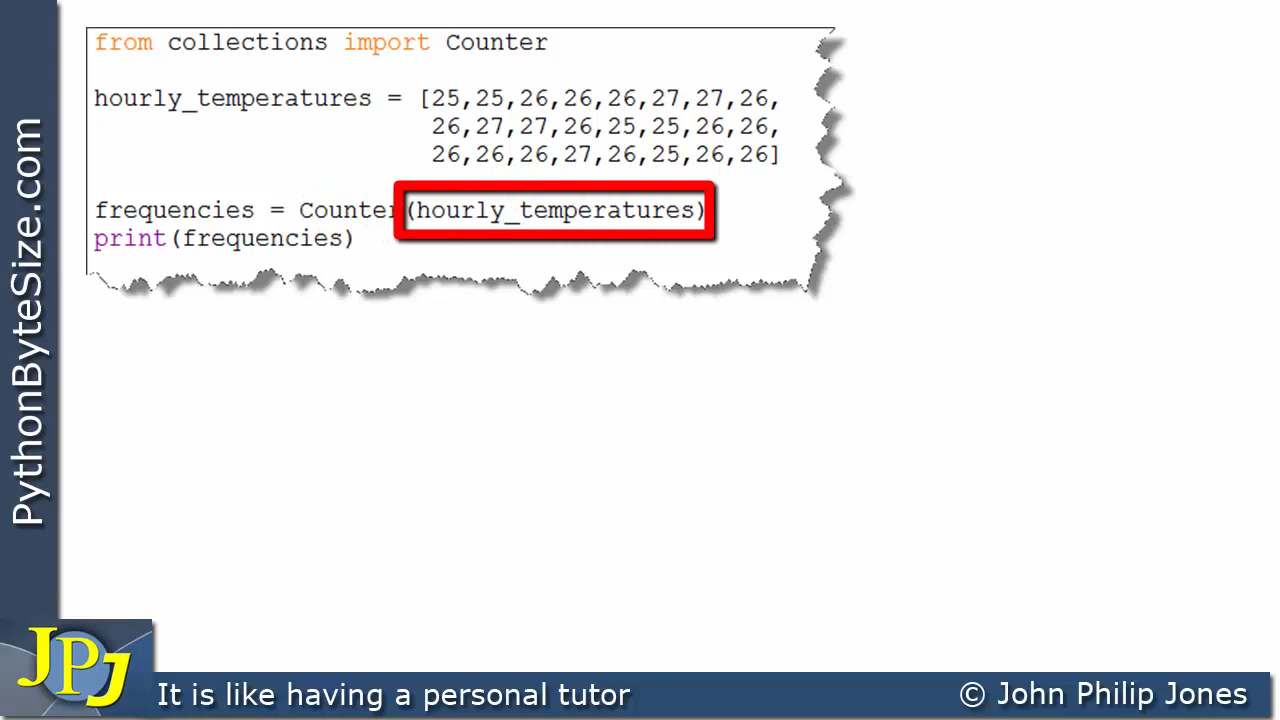 from collections import Counter
hourly_temperatures = [25,25,26,26,26,27,27,26,
26,27,27,26,25,25,26,26,
26,26,26,27,26,25,26,26]
frequencies = Counter(hourly_temperatures)
print(frequencies)
PythonByteSize.com
JPJ
It is like having a personal tutor
© John Philip Jones